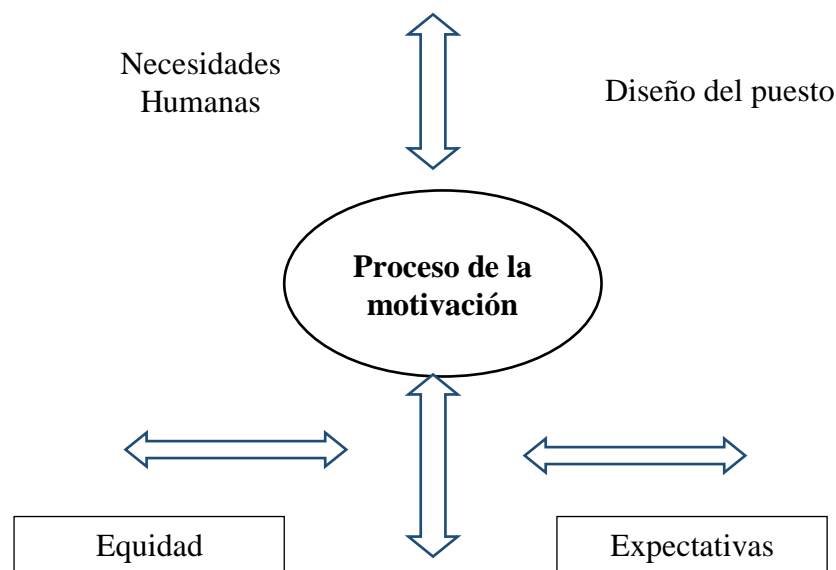 Necesidades
Humanas
Diseño del puesto
Proceso de la
motivación
Equidad
Expectativas